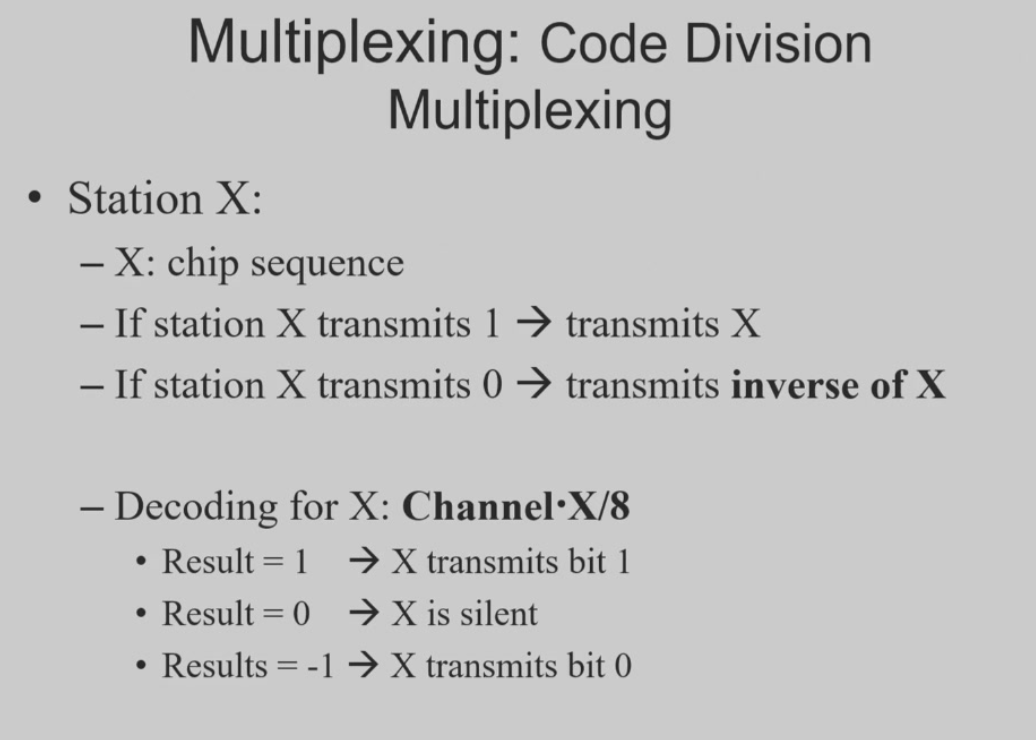 Multiplexing: Code Division
Multiplexing
• Station X:
– X: chip sequence
– If station X transmits 1 → transmits X
– If station X transmits 0 → transmits inverse of X
– Decoding for X: Channel·X/8
• Result = 1 → X transmits bit 1
• Result = 0 → X is silent
• Results = -1 → X transmits bit 0